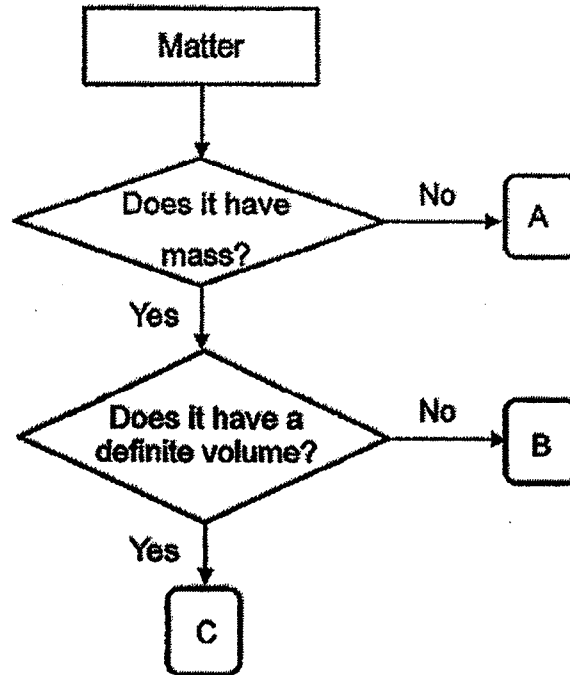 Matter
Does it have
mass?
No
A
Yes
Does it have a
definite volume?
No
B
Yes
C